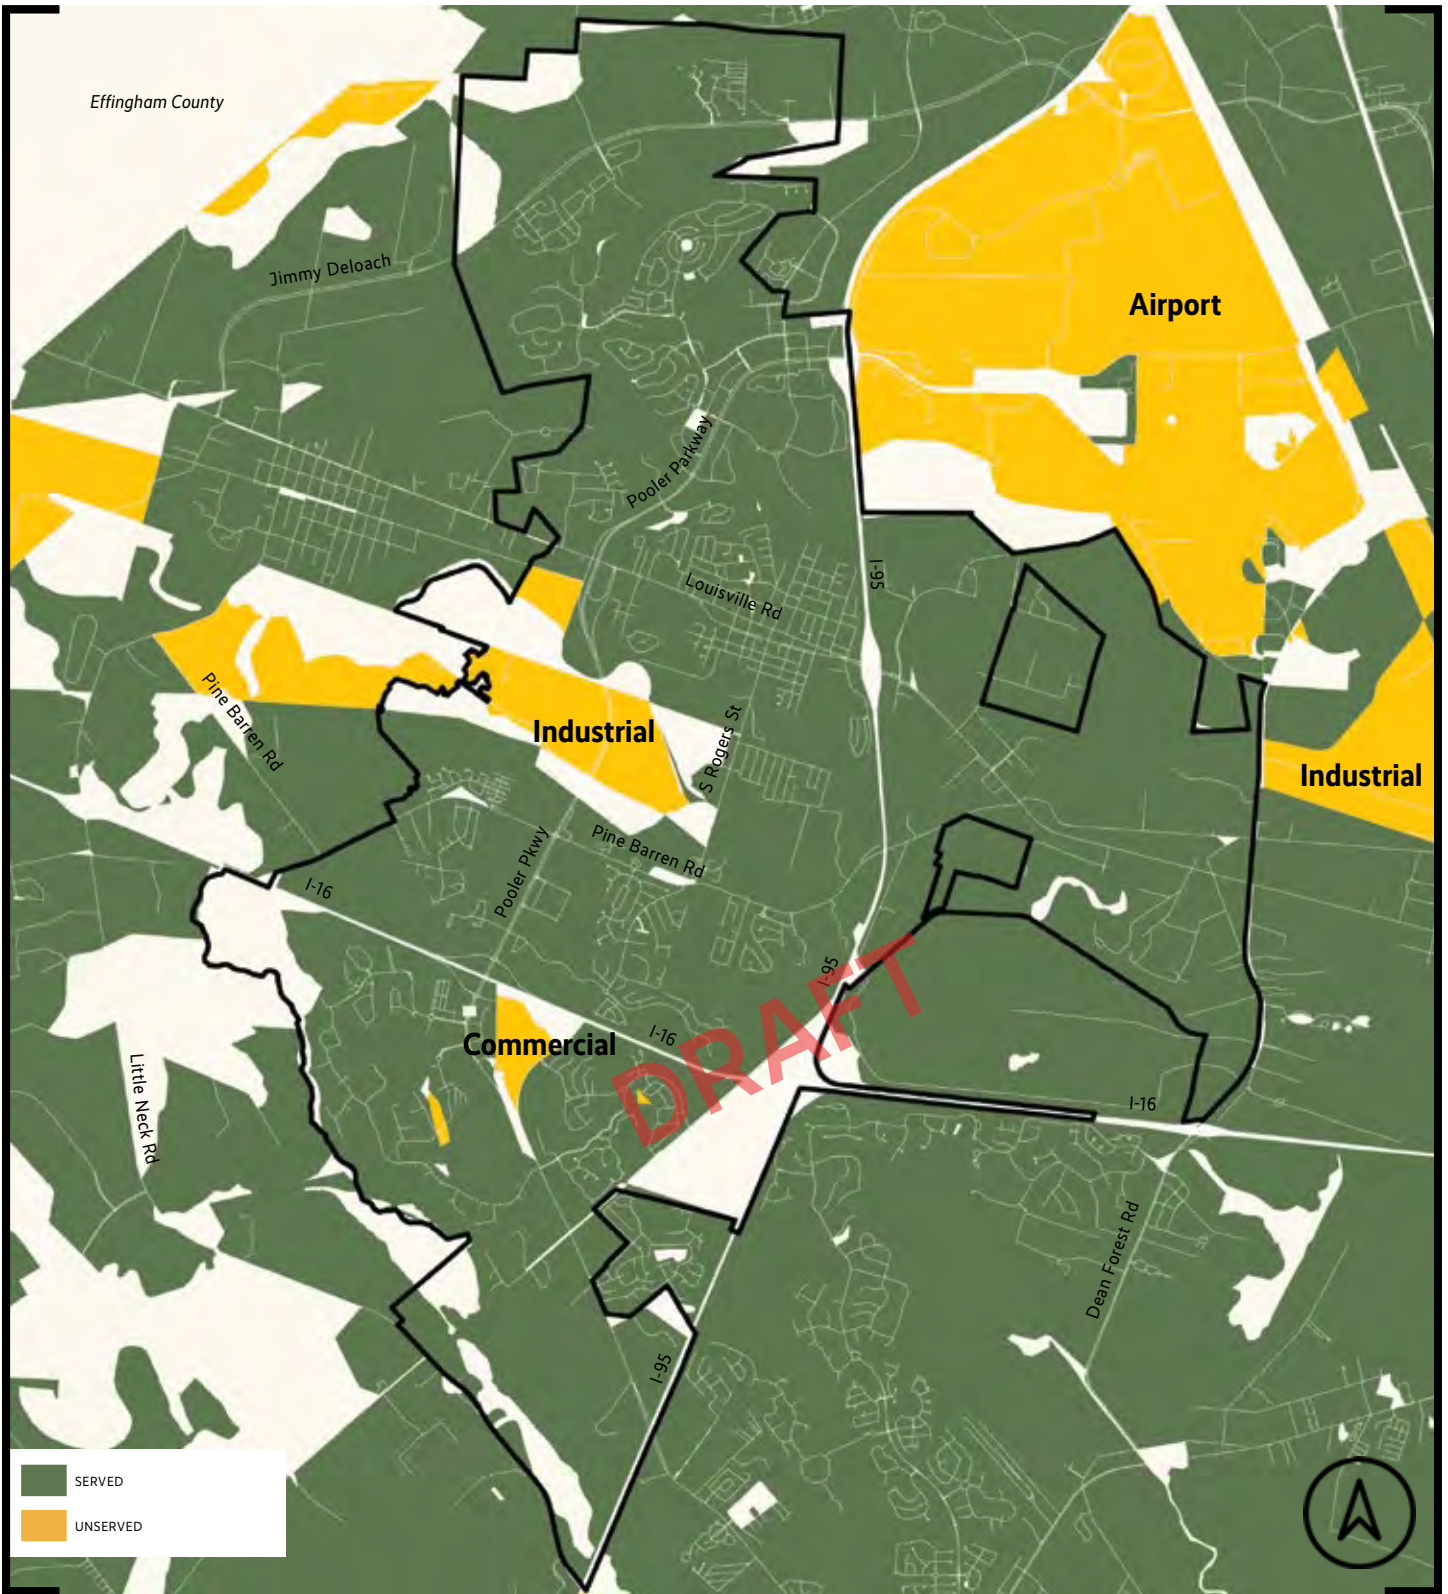 Effingham County
Jimmy Deloach
Airport
Pooler Parkway
I-95
Louisville Rd
Pine Barren Rd
Industrial
S Rogers St
Industrial
Pine Barren Rd
Pooler Pkwy
I-16
I-95
I-16
Commercial
DRAFT
Little Neck Rd
I-16
Dean Forest Rd
I-95
SERVED
UNSERVED